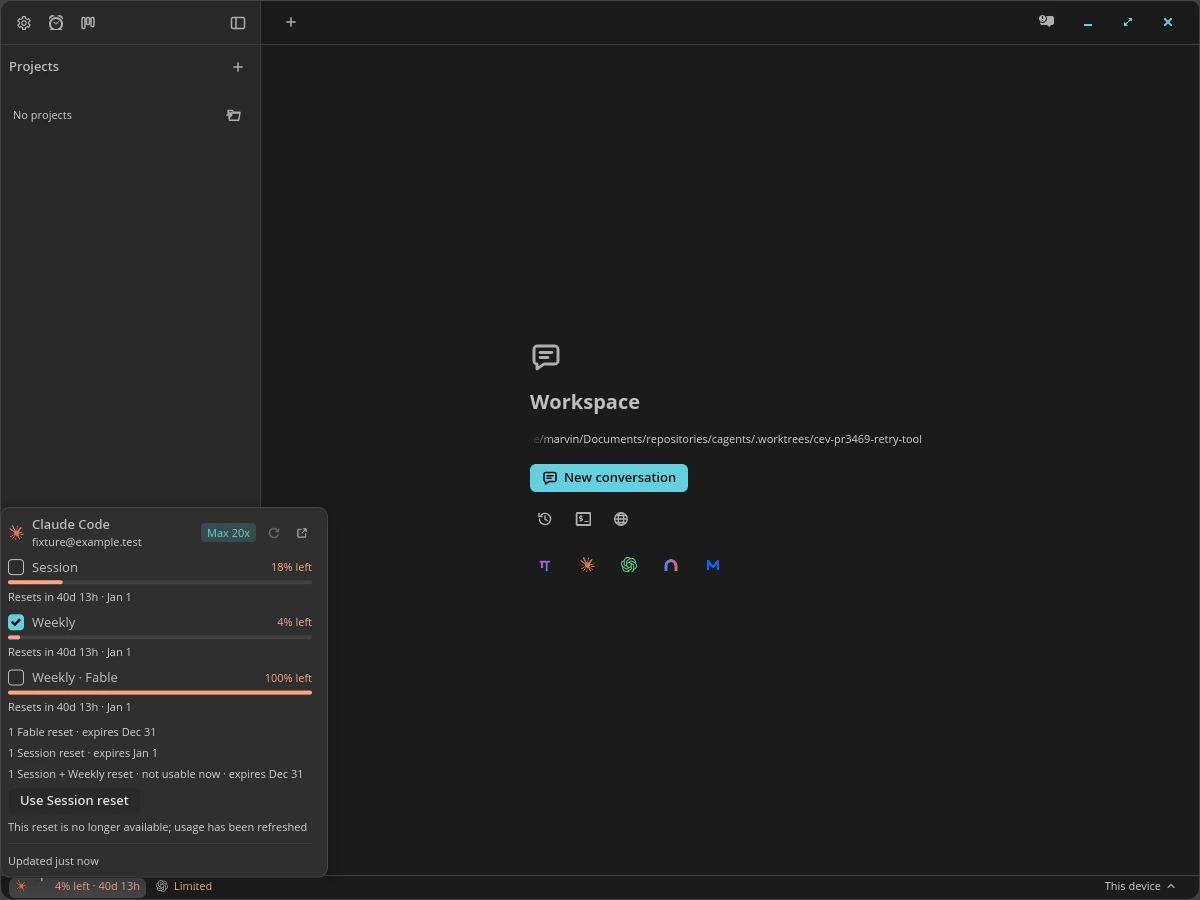 Projects
No projects
Workspace
e/marvin/Documents/repositories/cagents/.worktrees/cev-pr3469-retry-tool
New conversation
Claude Code
fixture@example.test
Max 20x
Session
18% left
Resets in 40d 13h · Jan 1
Weekly
4% left
Resets in 40d 13h · Jan 1
Weekly · Fable
100% left
Resets in 40d 13h · Jan 1
1 Fable reset · expires Dec 31
1 Session reset · expires Jan 1
1 Session + Weekly reset · not usable now · expires Dec 31
Use Session reset
This reset is no longer available; usage has been refreshed
Updated just now
4% left · 40d 13h
Limited
This device